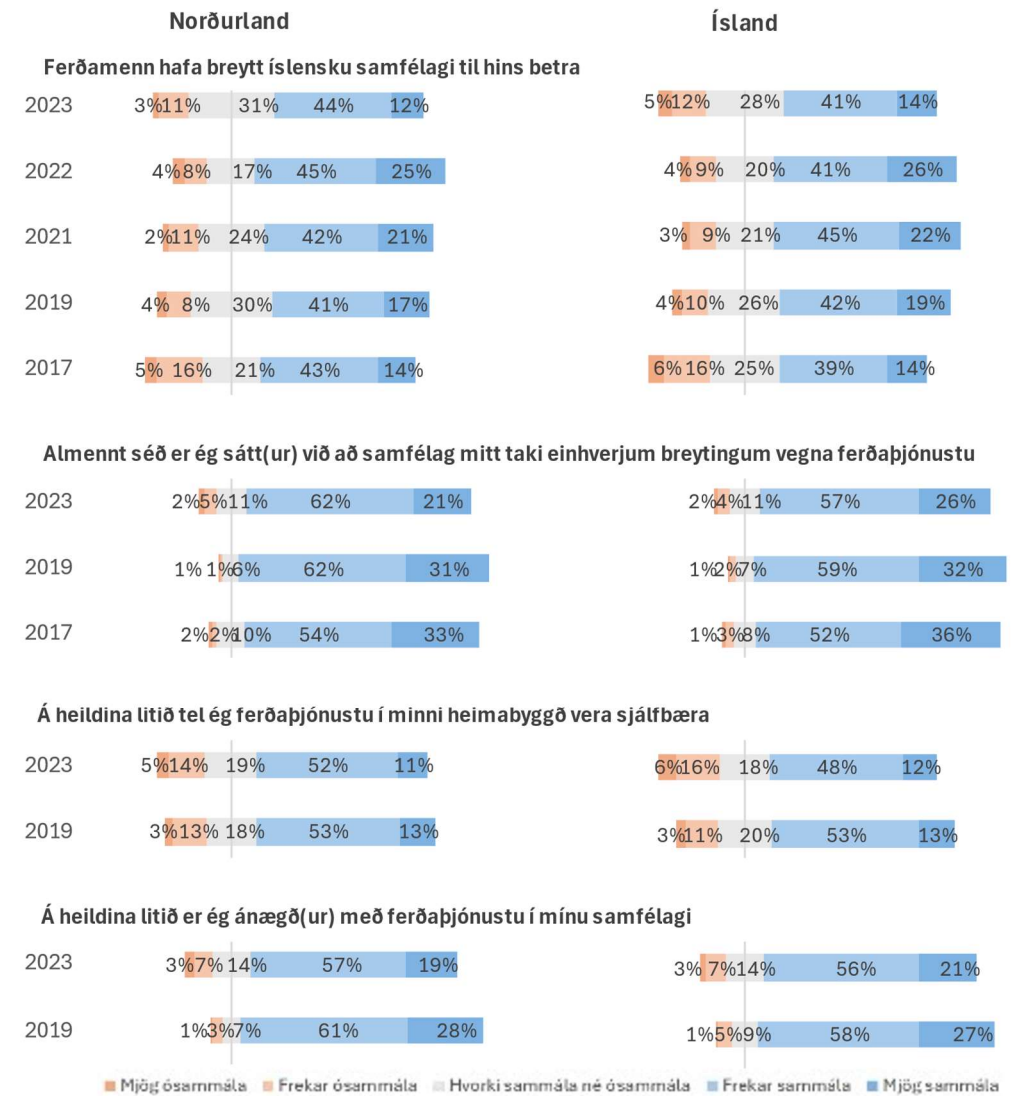 Norðurland Ísland
Ferðamenn hafa breytt íslensku samfélagi til hins betra
2023 3% 11% 31% 44% 12% 5% 12% 28% 41% 14%
2022 4% 8% 17% 45% 25% 4% 9% 20% 41% 26%
2021 2% 11% 24% 42% 21% 3% 9% 21% 45% 22%
2019 4% 8% 30% 41% 17% 4% 10% 26% 42% 19%
2017 5% 16% 21% 43% 14% 6% 16% 25% 39% 14%
Almennt séð er ég sátt(ur) við að samfélag mitt taki einhverjum breytingum vegna ferðaþjónustu
2023 2% 5% 11% 62% 21% 2% 4% 11% 57% 26%
2019 1% 1% 6% 62% 31% 1% 2% 7% 59% 32%
2017 2% 2% 10% 54% 33% 1% 3% 8% 52% 36%
Á heildina litið tel ég ferðaþjónustu í minni heimabyggð vera sjálfbæra
2023 5% 14% 19% 52% 11% 6% 16% 18% 48% 12%
2019 3% 13% 18% 53% 13% 3% 11% 20% 53% 13%
Á heildina litið er ég ánægð(ur) með ferðaþjónustu í mínu samfélagi
2023 3% 7% 14% 57% 19% 3% 7% 14% 56% 21%
2019 1% 3% 7% 61% 28% 1% 5% 9% 58% 27%
Mjög ósammála Frekar ósammála Hvorki sammála né ósammála Frekar sammála Mjög sammála